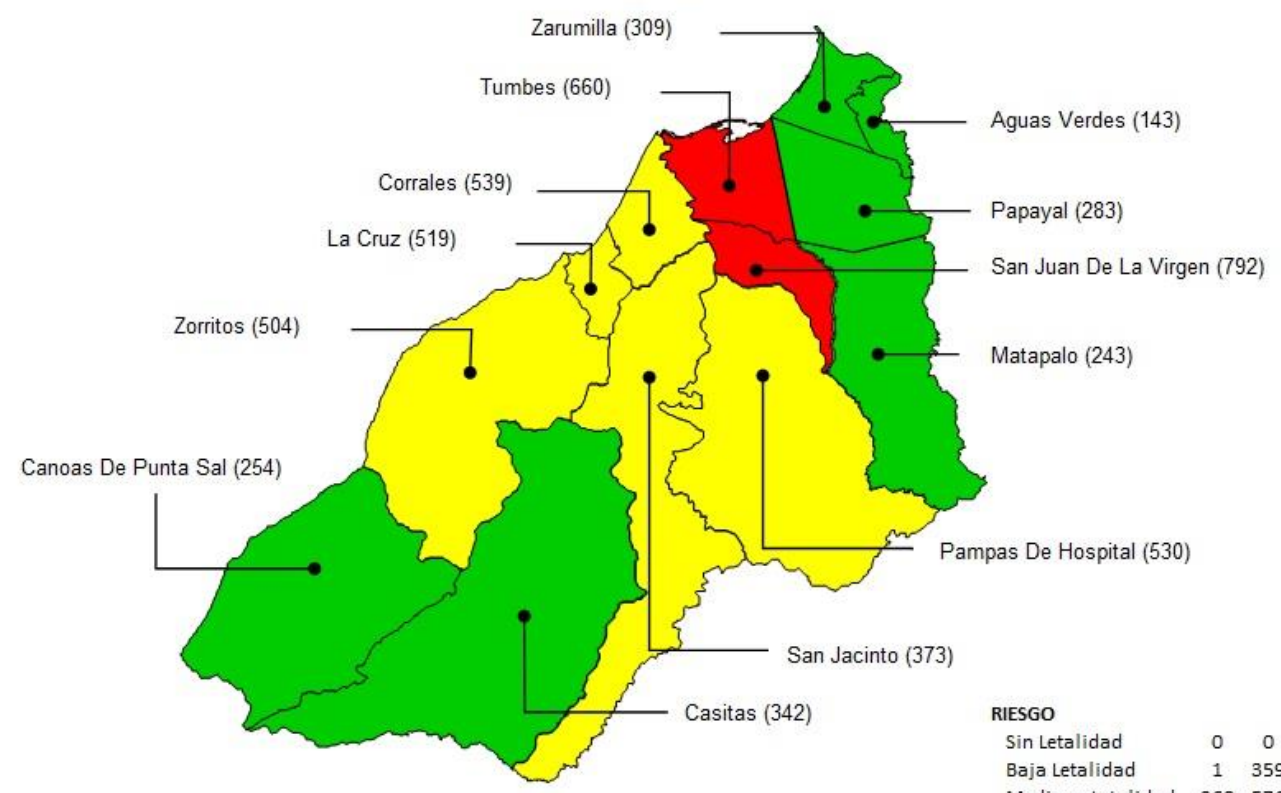 Zarumilla (309)
Tumbes (660)
Aguas Verdes (143)
Corrales (539)
Papayal (283)
La Cruz (519)
San Juan De La Virgen (792)
Zorritos (504)
Matapalo (243)
Canoas De Punta Sal (254)
Pampas De Hospital (530)
San Jacinto (373)
Casitas (342)
RIESGO
Sin Letalidad 0 0
Baja Letalidad 1 359